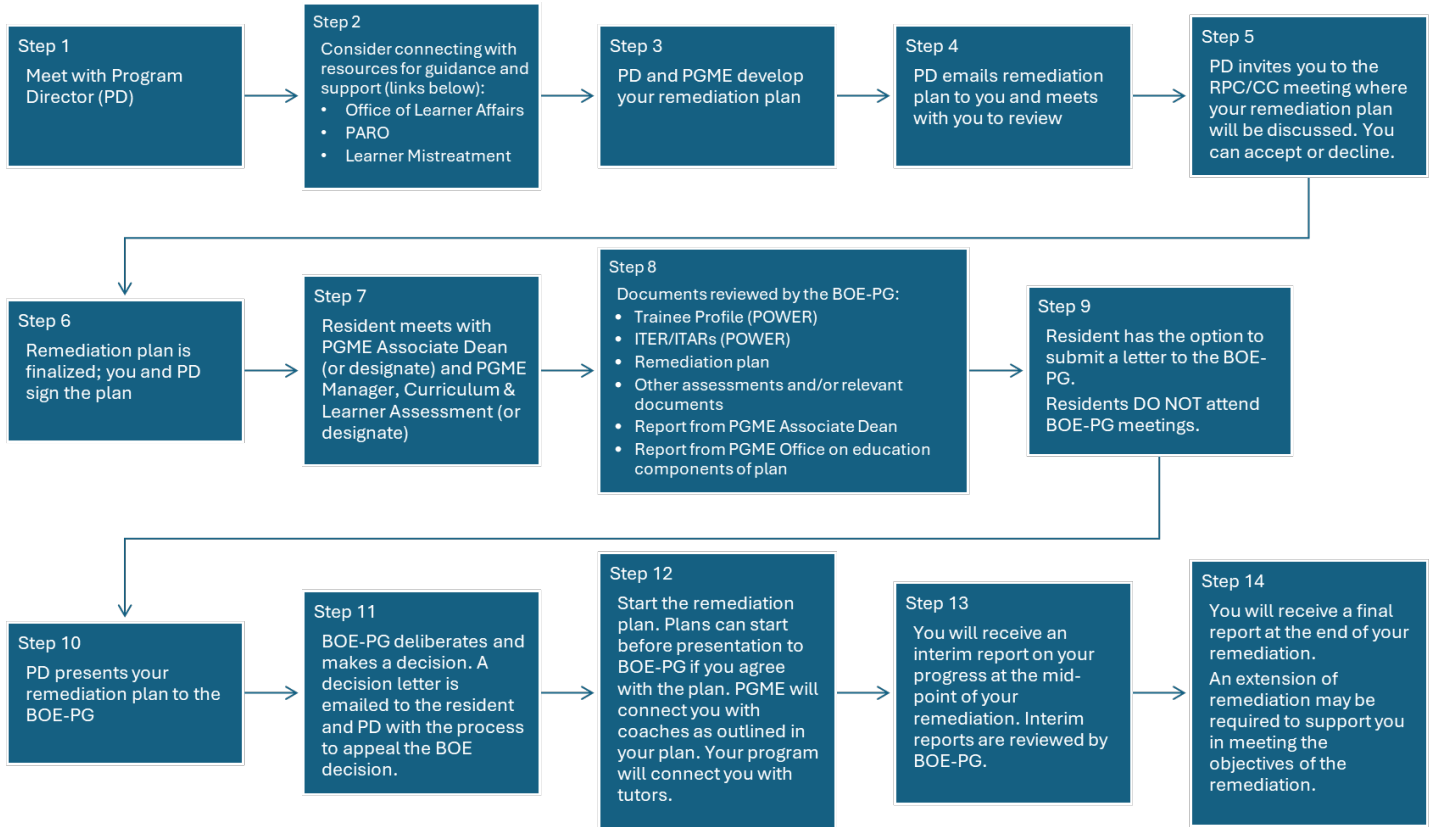 Step 1
Meet with Program
Director (PD)
Step 2
Consider connecting with
resources for guidance and
support (links below):
• Office of Learner Affairs
• PARO
• Learner Mistreatment
Step 3
PD and PGME develop
your remediation plan
Step 4
PD emails remediation
plan to you and meets
with you to review
Step 5
PD invites you to the
RPC/CC meeting where
your remediation plan
will be discussed. You
can accept or decline.
Step 6
Remediation plan is
finalized; you and PD
sign the plan
Step 7
Resident meets with
PGME Associate Dean
(or designate) and PGME
Manager, Curriculum &
Learner Assessment (or
designate)
Step 8
Documents reviewed by the BOE-PG:
• Trainee Profile (POWER)
• ITER/ITARs (POWER)
• Remediation plan
• Other assessments and/or relevant
documents
• Report from PGME Associate Dean
• Report from PGME Office on education
components of plan
Step 9
Resident has the option to
submit a letter to the BOE-
PG.
Residents DO NOT attend
BOE-PG meetings.
Step 10
PD presents your
remediation plan to the
BOE-PG
Step 11
BOE-PG deliberates and
makes a decision. A
decision letter is
emailed to the resident
and PD with the process
to appeal the BOE
decision.
Step 12
Start the remediation
plan. Plans can start
before presentation to
BOE-PG if you agree
with the plan. PGME will
connect you with
coaches as outlined in
your plan. Your program
will connect you with
tutors.
Step 13
You will receive an
interim report on your
progress at the mid-
point of your
remediation. Interim
reports are reviewed by
BOE-PG.
Step 14
You will receive a final
report at the end of your
remediation.
An extension of
remediation may be
required to support you
in meeting the
objectives of the
remediation.